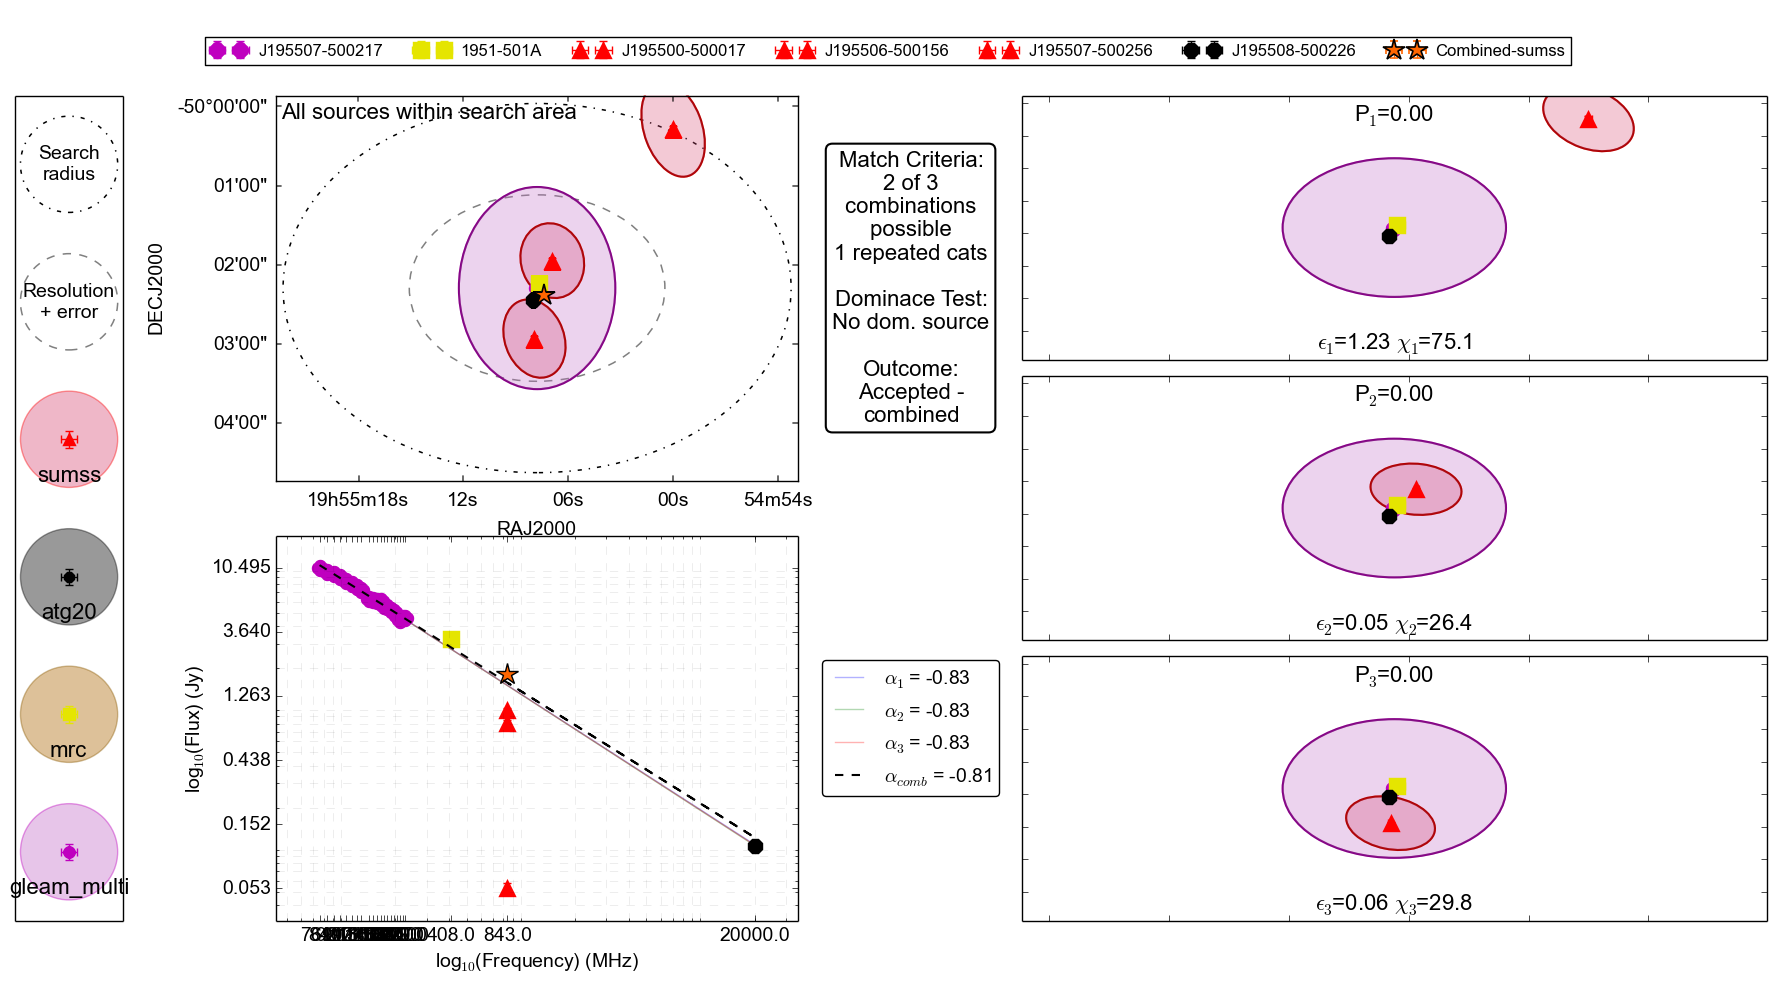 J195507-500217
1951-501A
J195500-500017
J195506-500156
J195507-500256
J195508-500226
Combined-sumss
Search
radius
Resolution
+ error
sumss
atg20
mrc
gleam_multi
All sources within search area
DECJ2000
-50°00'00"
01'00"
02'00"
03'00"
04'00"
19h55m18s
12s
06s
00s
54m54s
RAJ2000
Match Criteria:
2 of 3
combinations
possible
1 repeated cats
Dominace Test:
No dom. source
Outcome:
Accepted -
combined
P₁=0.00
ϵ₁=1.23 χ₁=75.1
P₂=0.00
ϵ₂=0.05 χ₂=26.4
P₃=0.00
ϵ₃=0.06 χ₃=29.8
log₁₀(Flux) (Jy)
10.495
3.640
1.263
0.438
0.152
0.053
408.0
843.0
20000.0
log₁₀(Frequency) (MHz)
α₁ = -0.83
α₂ = -0.83
α₃ = -0.83
α_comb = -0.81